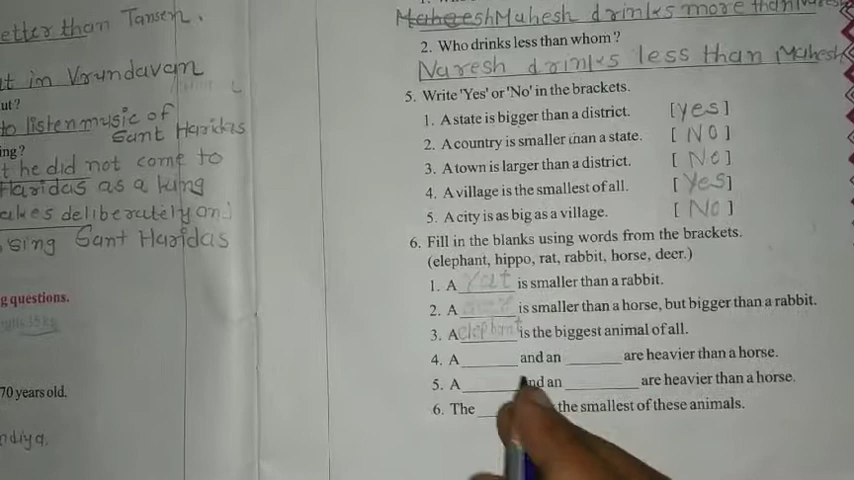 etter than Tansen.
t in Vrundavan
ut?
to listen music of
Sant Haridas
ing?
t he did not come to
Haridas as a king
akes deliberately and
sing Sant Haridas
g questions.
70 years old.
ndiya.
Mahesh drinks more than
2. Who drinks less than whom?
Naresh drinks less than Mahesh
5. Write 'Yes' or 'No' in the brackets.
1. A state is bigger than a district. [Yes]
2. A country is smaller than a state. [NO]
3. A town is larger than a district. [No]
4. A village is the smallest of all. [Yes]
5. A city is as big as a village. [No]
6. Fill in the blanks using words from the brackets.
(elephant, hippo, rat, rabbit, horse, deer.)
1. A rat is smaller than a rabbit.
2. A ______ is smaller than a horse, but bigger than a rabbit.
3. A elephant is the biggest animal of all.
4. A ______ and an ______ are heavier than a horse.
5. A ______ and an ______ are heavier than a horse.
6. The ______ the smallest of these animals.